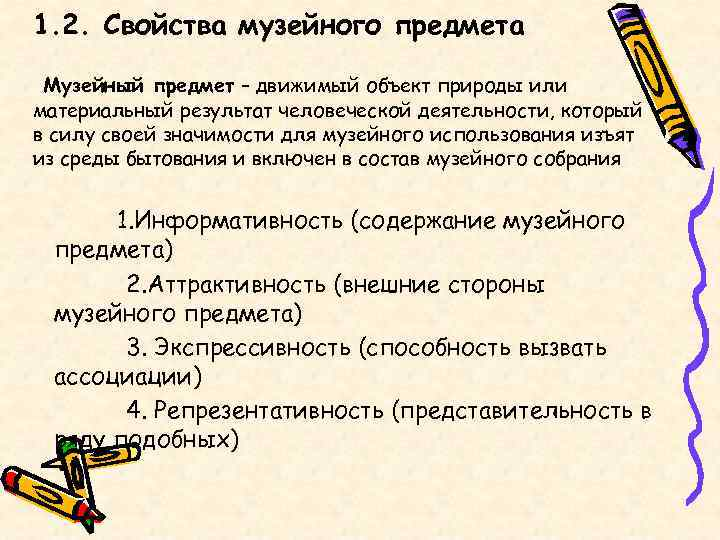 1. 2. Свойства музейного предмета
Музейный предмет – движимый объект природы или
материальный результат человеческой деятельности, который
в силу своей значимости для музейного использования изъят
из среды бытования и включен в состав музейного собрания
1. Информативность (содержание музейного
предмета)
2. Аттрактивность (внешние стороны
музейного предмета)
3. Экспрессивность (способность вызвать
ассоциации)
4. Репрезентативность (представительность в
ряду подобных)